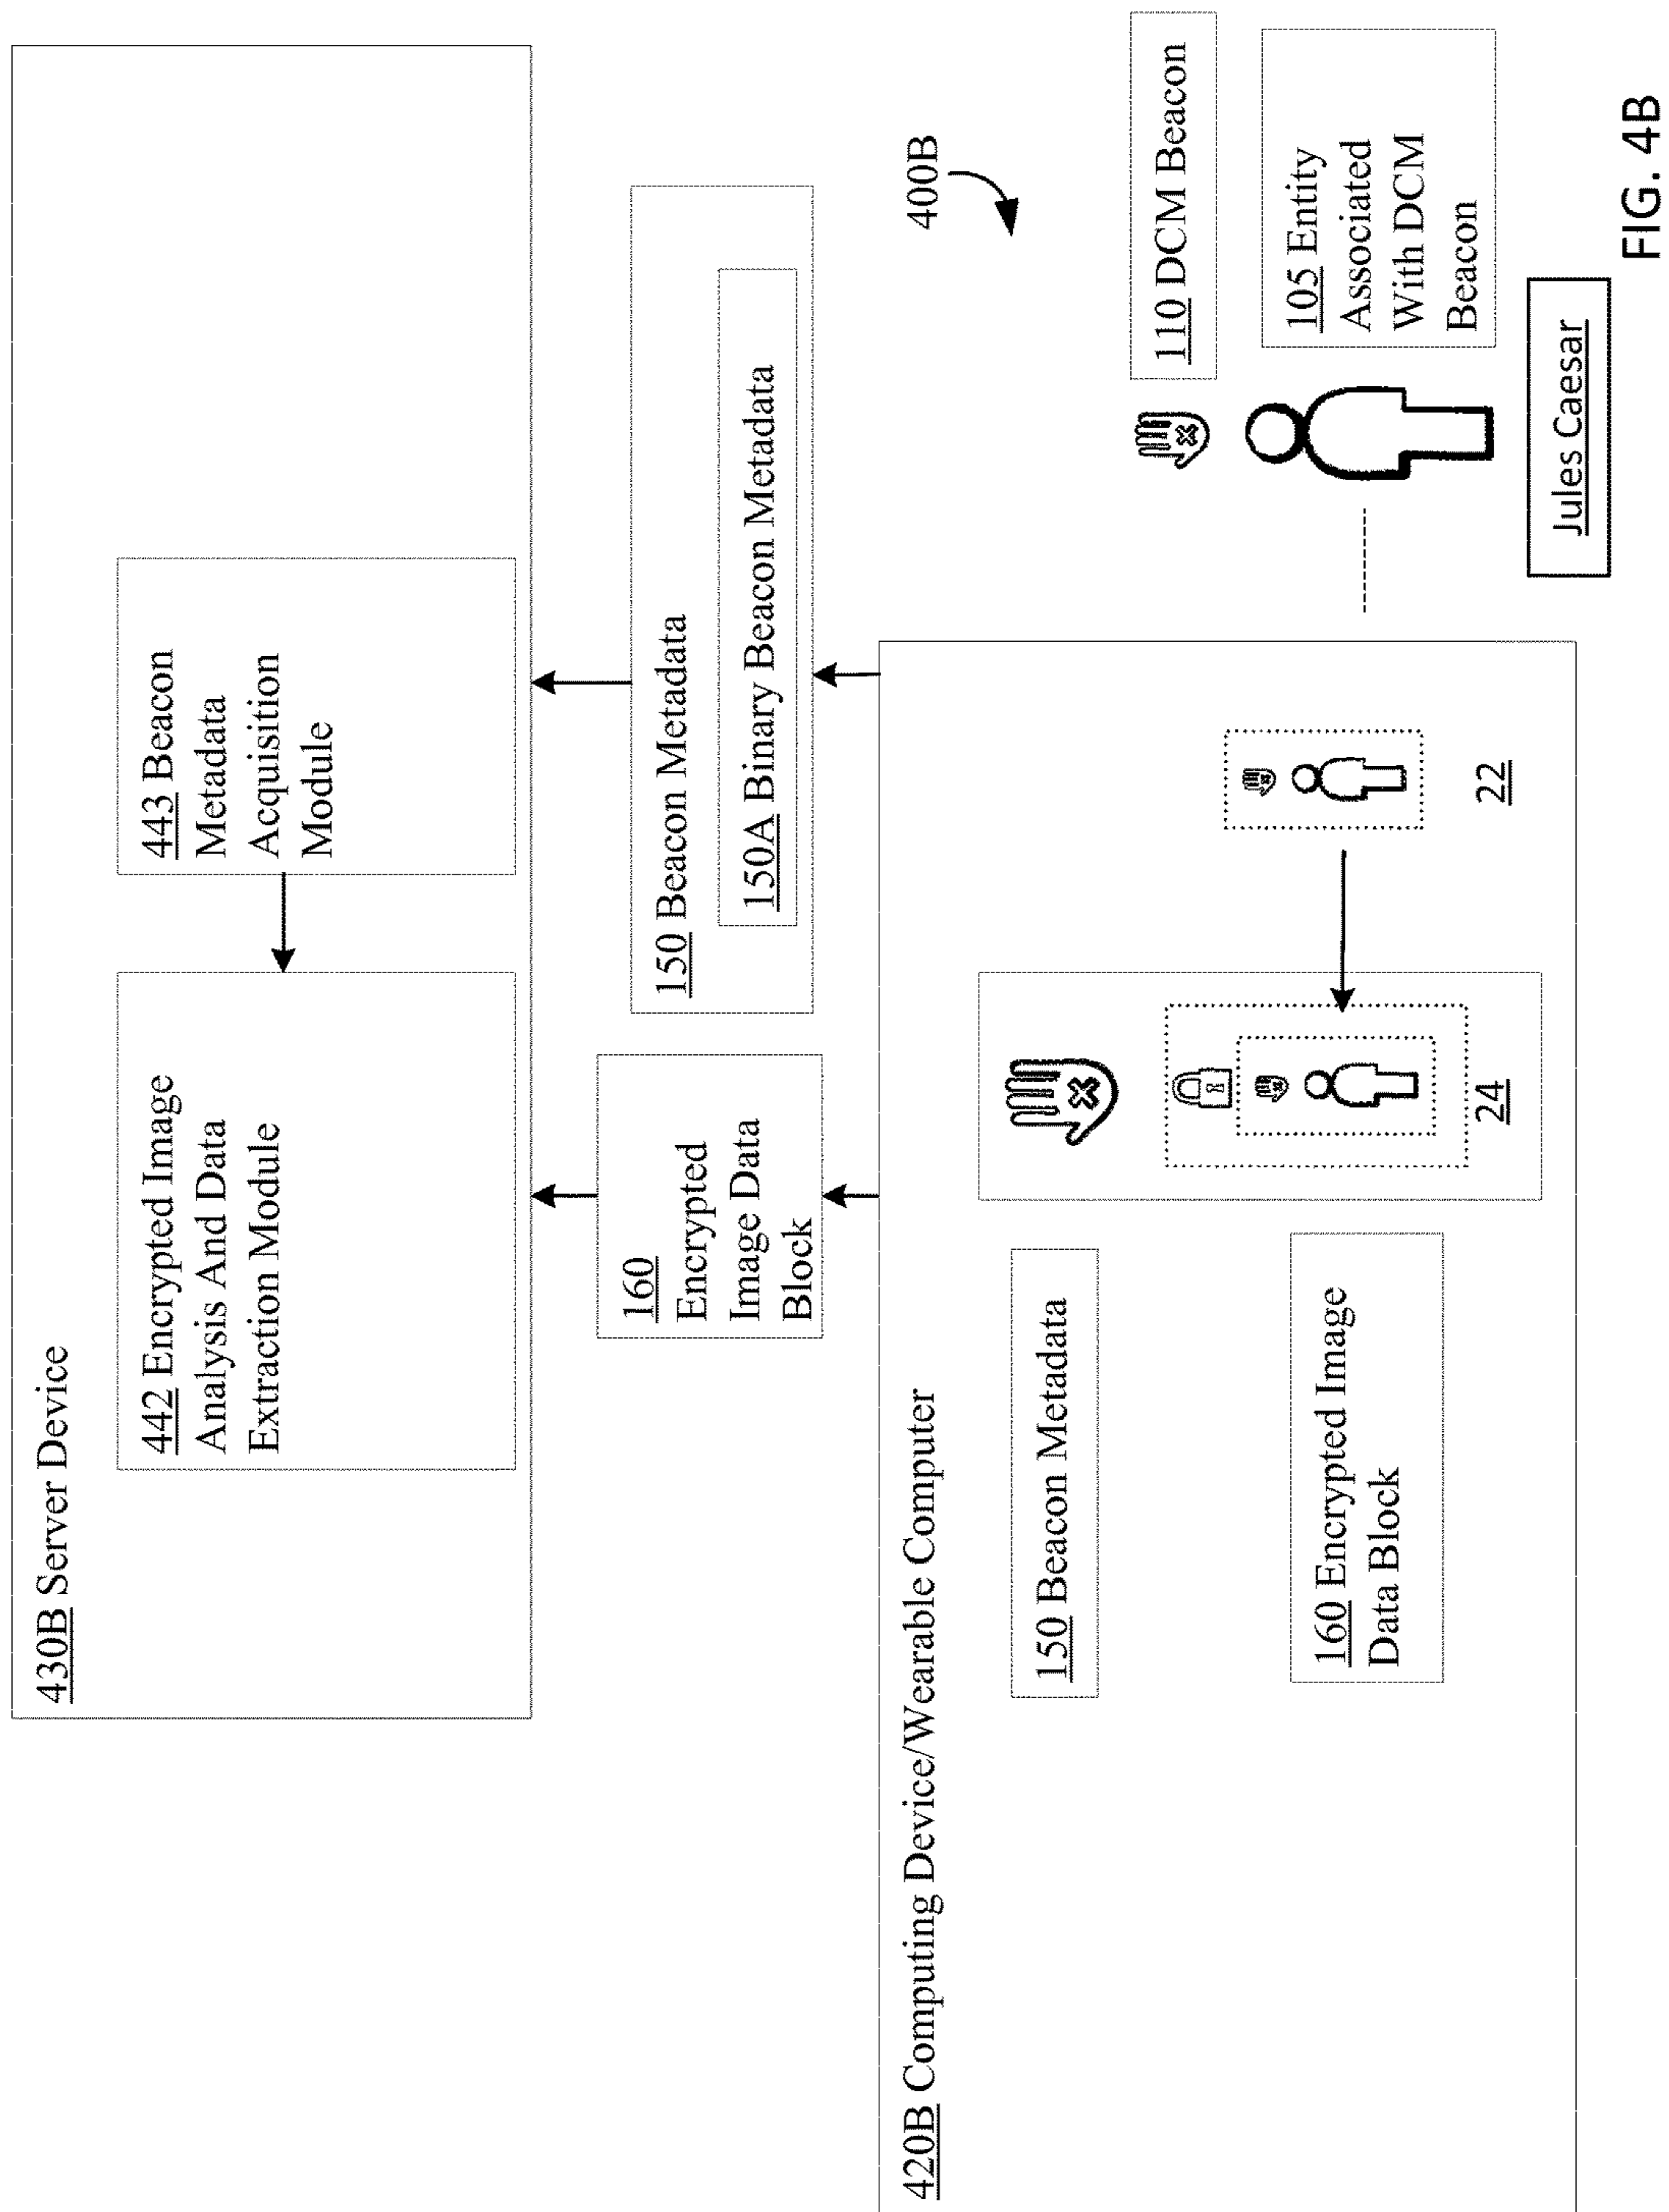 430B Server Device
442 Encrypted Image
Analysis And Data
Extraction Module
443 Beacon
Metadata
Acquisition
Module
160
Encrypted
Image Data
Block
150 Beacon Metadata
150A Binary Beacon Metadata
420B Computing Device/Wearable Computer
150 Beacon Metadata
160 Encrypted Image
Data Block
24
22
400B
110 DCM Beacon
105 Entity
Associated
With DCM
Beacon
Jules Caesar
FIG. 4B